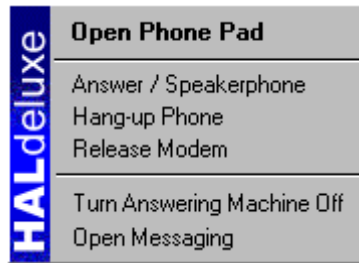 HALdeluxe
Open Phone Pad
Answer / Speakerphone
Hang-up Phone
Release Modem
Turn Answering Machine Off
Open Messaging